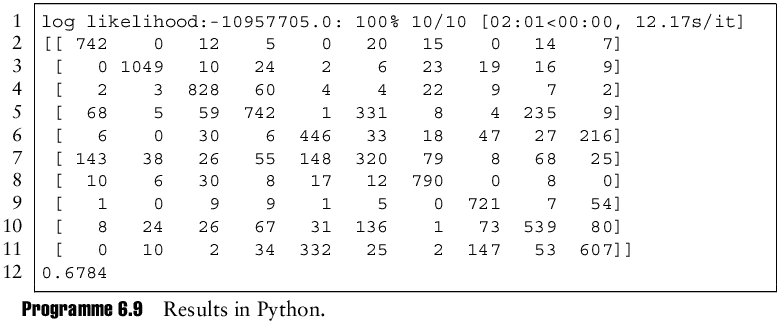 1 log likelihood:-10957705.0: 100% 10/10 [02:01<00:00, 12.17s/it]
2 [[ 742 0 12 5 0 20 15 0 14 7]
3 [ 0 1049 10 24 2 6 23 19 16 9]
4 [ 2 3 828 60 4 4 22 9 7 2]
5 [ 68 5 59 742 1 331 8 4 235 9]
6 [ 6 0 30 6 446 33 18 47 27 216]
7 [ 143 38 26 55 148 320 79 8 68 25]
8 [ 10 6 30 8 17 12 790 0 8 0]
9 [ 1 0 9 9 1 5 0 721 7 54]
10 [ 8 24 26 67 31 136 1 73 539 80]
11 [ 0 10 2 34 332 25 2 147 53 607]]
12 0.6784
Programme 6.9 Results in Python.